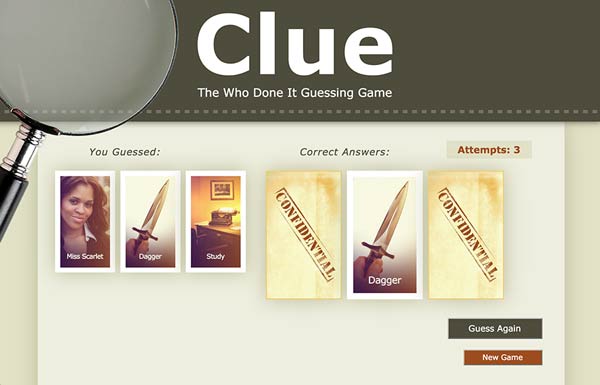 Clue
The Who Done It Guessing Game
You Guessed:
Correct Answers:
Attempts: 3
Miss Scarlet
Dagger
Study
CONFIDENTIAL
Dagger
CONFIDENTIAL
Guess Again
New Game